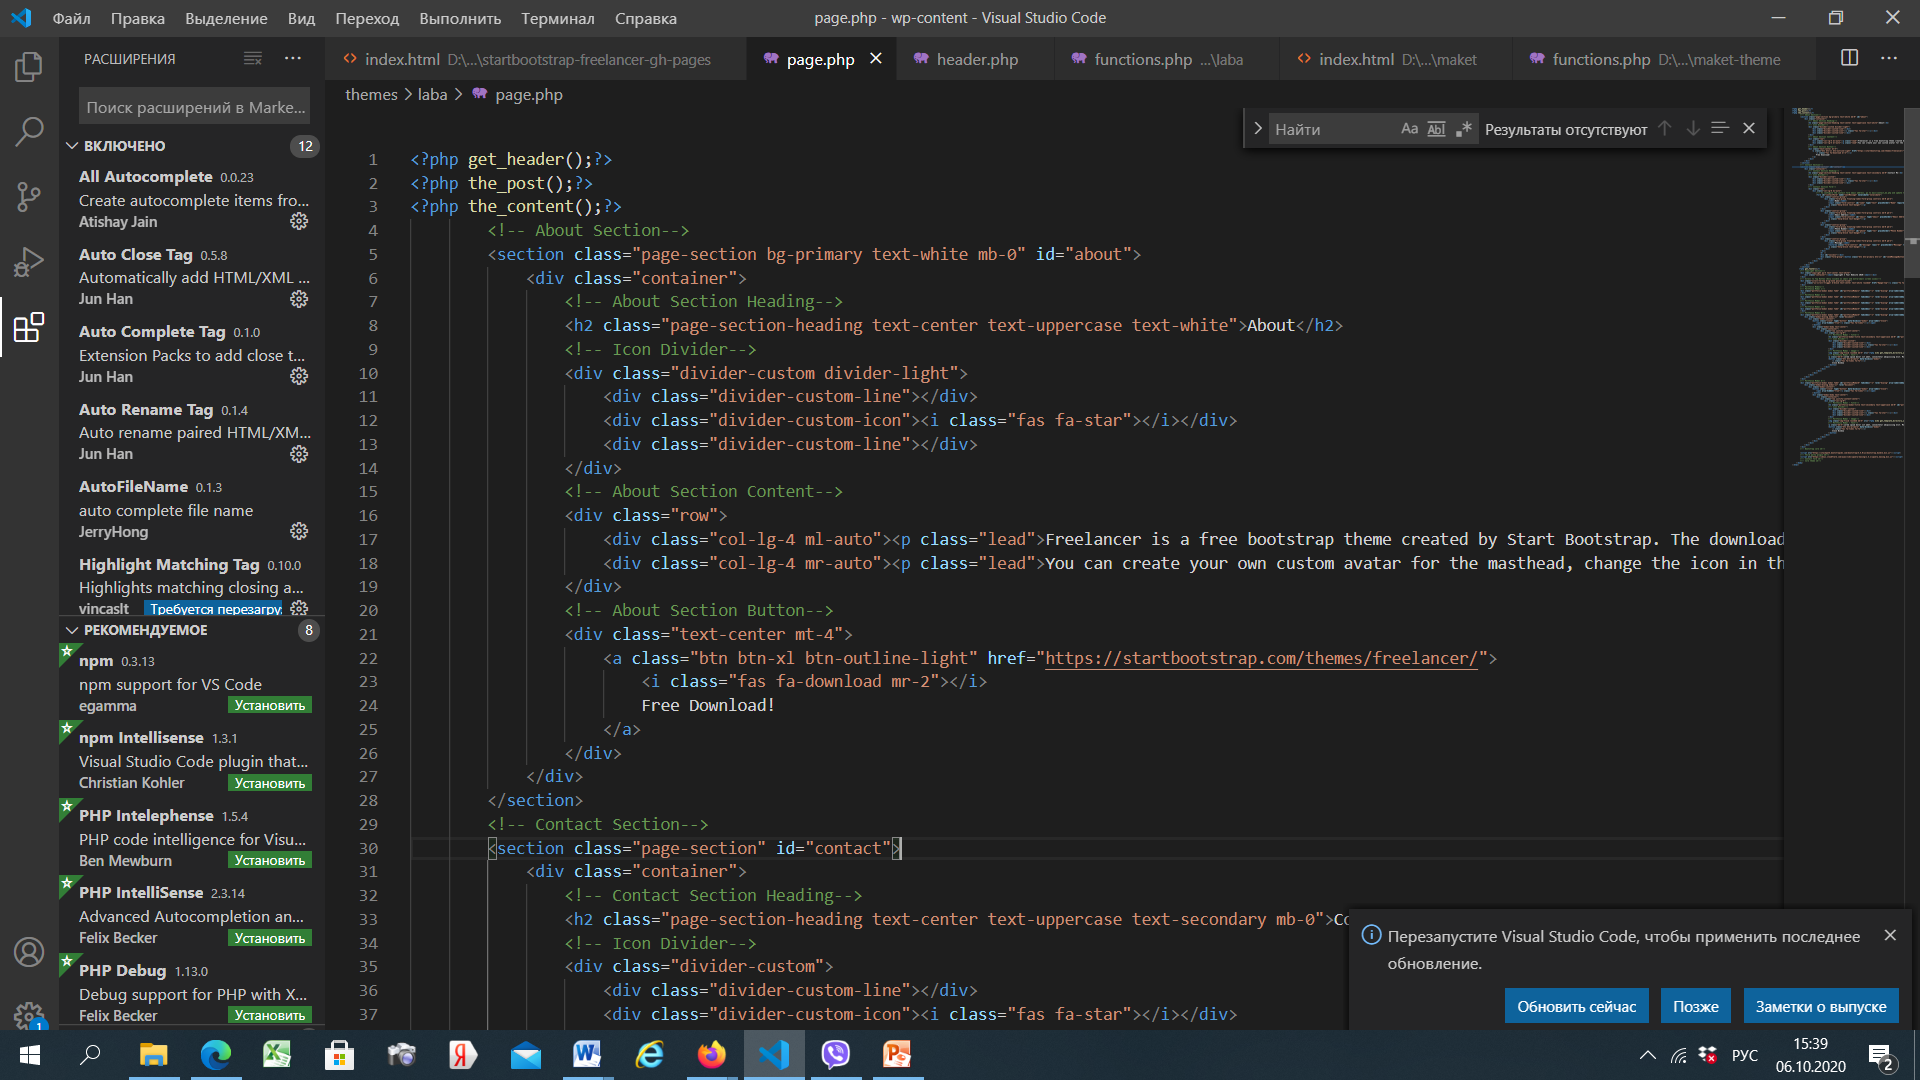 Файл Правка Выделение Вид Переход Выполнить Терминал Справка
page.php - wp-content - Visual Studio Code
РАСШИРЕНИЯ
Поиск расширений в Marke...
ВКЛЮЧЕНО 12
All Autocomplete 0.0.23
Create autocomplete items fro...
Atishay Jain
Auto Close Tag 0.5.8
Automatically add HTML/XML ...
Jun Han
Auto Complete Tag 0.1.0
Extension Packs to add close t...
Jun Han
Auto Rename Tag 0.1.4
Auto rename paired HTML/XM...
Jun Han
AutoFileName 0.1.3
auto complete file name
JerryHong
Highlight Matching Tag 0.10.0
Highlights matching closing a...
vincaslt Требуется перезагру
РЕКОМЕНДУЕМОЕ 8
npm 0.3.13
npm support for VS Code
egamma Установить
npm Intellisense 1.3.1
Visual Studio Code plugin that...
Christian Kohler Установить
PHP Intelephense 1.5.4
PHP code intelligence for Visu...
Ben Mewburn Установить
PHP IntelliSense 2.3.14
Advanced Autocompletion an...
Felix Becker Установить
PHP Debug 1.13.0
Debug support for PHP with X...
Felix Becker Установить
1
index.html D:\...\startbootstrap-freelancer-gh-pages
page.php
header.php
functions.php ...\laba
index.html D:\...\maket
functions.php D:\...\maket-theme
themes > laba > page.php
Найти Aa Abl .* Результаты отсутствуют
1 <?php get_header();?>
2 <?php the_post();?>
3 <?php the_content();?>
4 <!-- About Section-->
5 <section class="page-section bg-primary text-white mb-0" id="about">
6 <div class="container">
7 <!-- About Section Heading-->
8 <h2 class="page-section-heading text-center text-uppercase text-white">About</h2>
9 <!-- Icon Divider-->
10 <div class="divider-custom divider-light">
11 <div class="divider-custom-line"></div>
12 <div class="divider-custom-icon"><i class="fas fa-star"></i></div>
13 <div class="divider-custom-line"></div>
14 </div>
15 <!-- About Section Content-->
16 <div class="row">
17 <div class="col-lg-4 ml-auto"><p class="lead">Freelancer is a free bootstrap theme created by Start Bootstrap. The download
18 <div class="col-lg-4 mr-auto"><p class="lead">You can create your own custom avatar for the masthead, change the icon in th
19 </div>
20 <!-- About Section Button-->
21 <div class="text-center mt-4">
22 <a class="btn btn-xl btn-outline-light" href="https://startbootstrap.com/themes/freelancer/">
23 <i class="fas fa-download mr-2"></i>
24 Free Download!
25 </a>
26 </div>
27 </div>
28 </section>
29 <!-- Contact Section-->
30 <section class="page-section" id="contact">
31 <div class="container">
32 <!-- Contact Section Heading-->
33 <h2 class="page-section-heading text-center text-uppercase text-secondary mb-0">Co
34 <!-- Icon Divider-->
35 <div class="divider-custom">
36 <div class="divider-custom-line"></div>
37 <div class="divider-custom-icon"><i class="fas fa-star"></i></div>
Перезапустите Visual Studio Code, чтобы применить последнее
обновление.
Обновить сейчас Позже Заметки о выпуске
РУС
15:39
06.10.2020
2